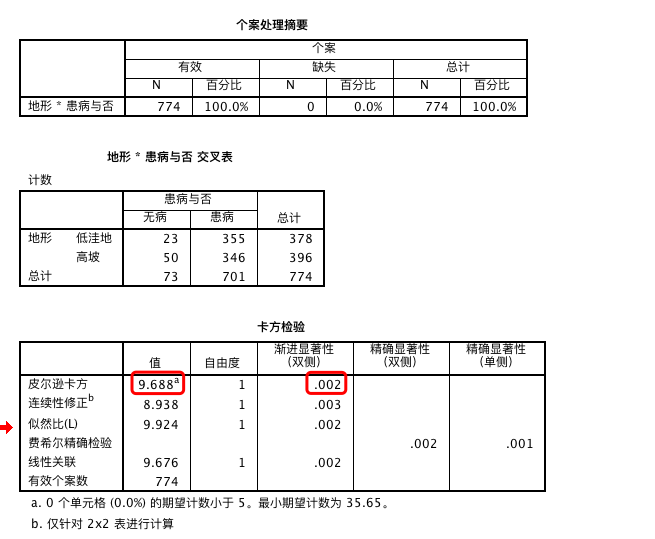 个案处理摘要
个案
有效 缺失 总计
N 百分比 N 百分比 N 百分比
地形 * 患病与否 774 100.0% 0 0.0% 774 100.0%
地形 * 患病与否 交叉表
计数
患病与否
无病 患病 总计
地形 低洼地 23 355 378
高坡 50 346 396
总计 73 701 774
卡方检验
值 自由度 渐进显著性 (双侧) 精确显著性 (双侧) 精确显著性 (单侧)
皮尔逊卡方 9.688a 1 .002
连续性修正b 8.938 1 .003
似然比(L) 9.924 1 .002
费希尔精确检验 .002 .001
线性关联 9.676 1 .002
有效个案数 774
a. 0 个单元格 (0.0%) 的期望计数小于 5。最小期望计数为 35.65。
b. 仅针对 2x2 表进行计算